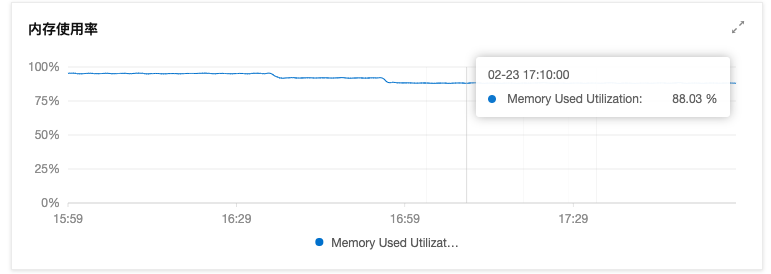 内存使用率
100%
02-23 17:10:00
75%
Memory Used Utilization: 88.03 %
50%
25%
0%
15:59 16:29 16:59 17:29
Memory Used Utilizat…